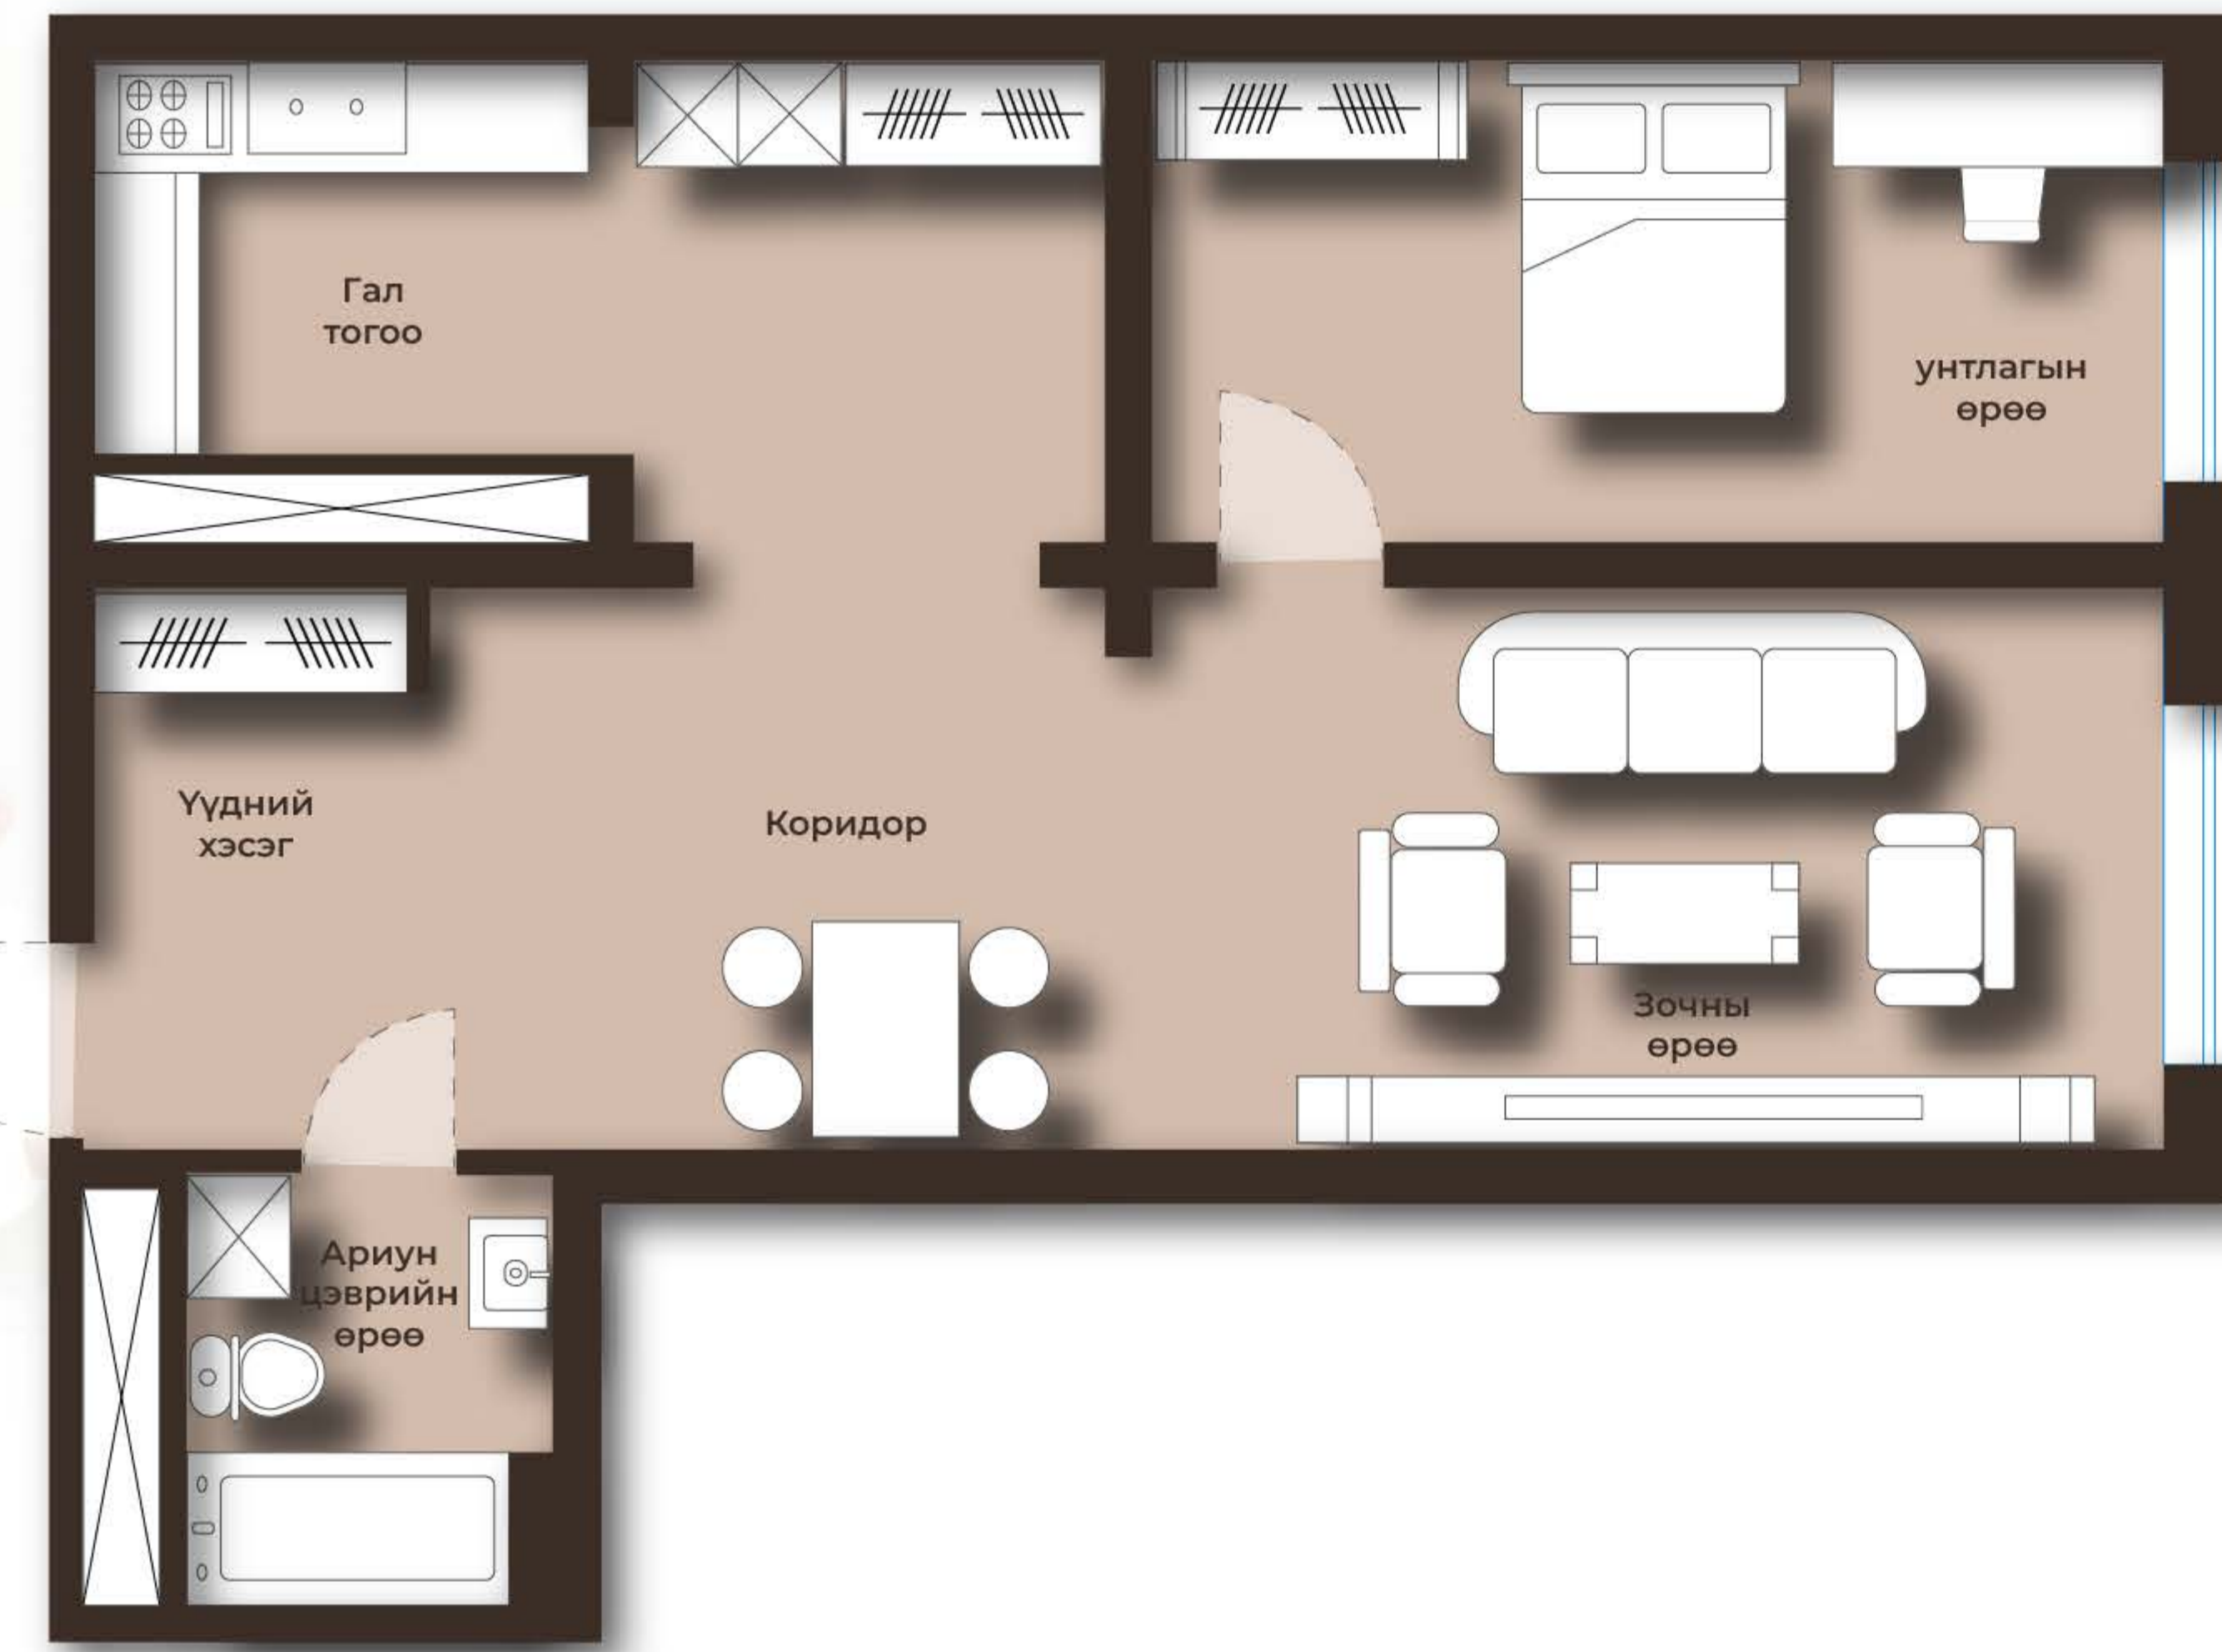 Гал
тогоо
унтлагын
өрөө
Үүдний
хэсэг
Коридор
Зочны
өрөө
Ариун
цэврийн
өрөө